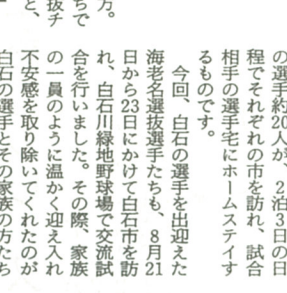 の選手約20人が、2泊3日の日
程でそれぞれの市を訪れ、試合
相手の選手宅にホームステイす
るものです。
今回、白石の選手を出迎えた
海老名選抜選手たちも、8月21
日から23日にかけて白石市を訪
れ、白石川緑地野球場で交流試
合を行いました。その際、家族
の一員のように温かく迎え入れ
不安感を取り除いてくれたのが
白石の選手とその家族の方たち
方。
ちで
抜チ
と、